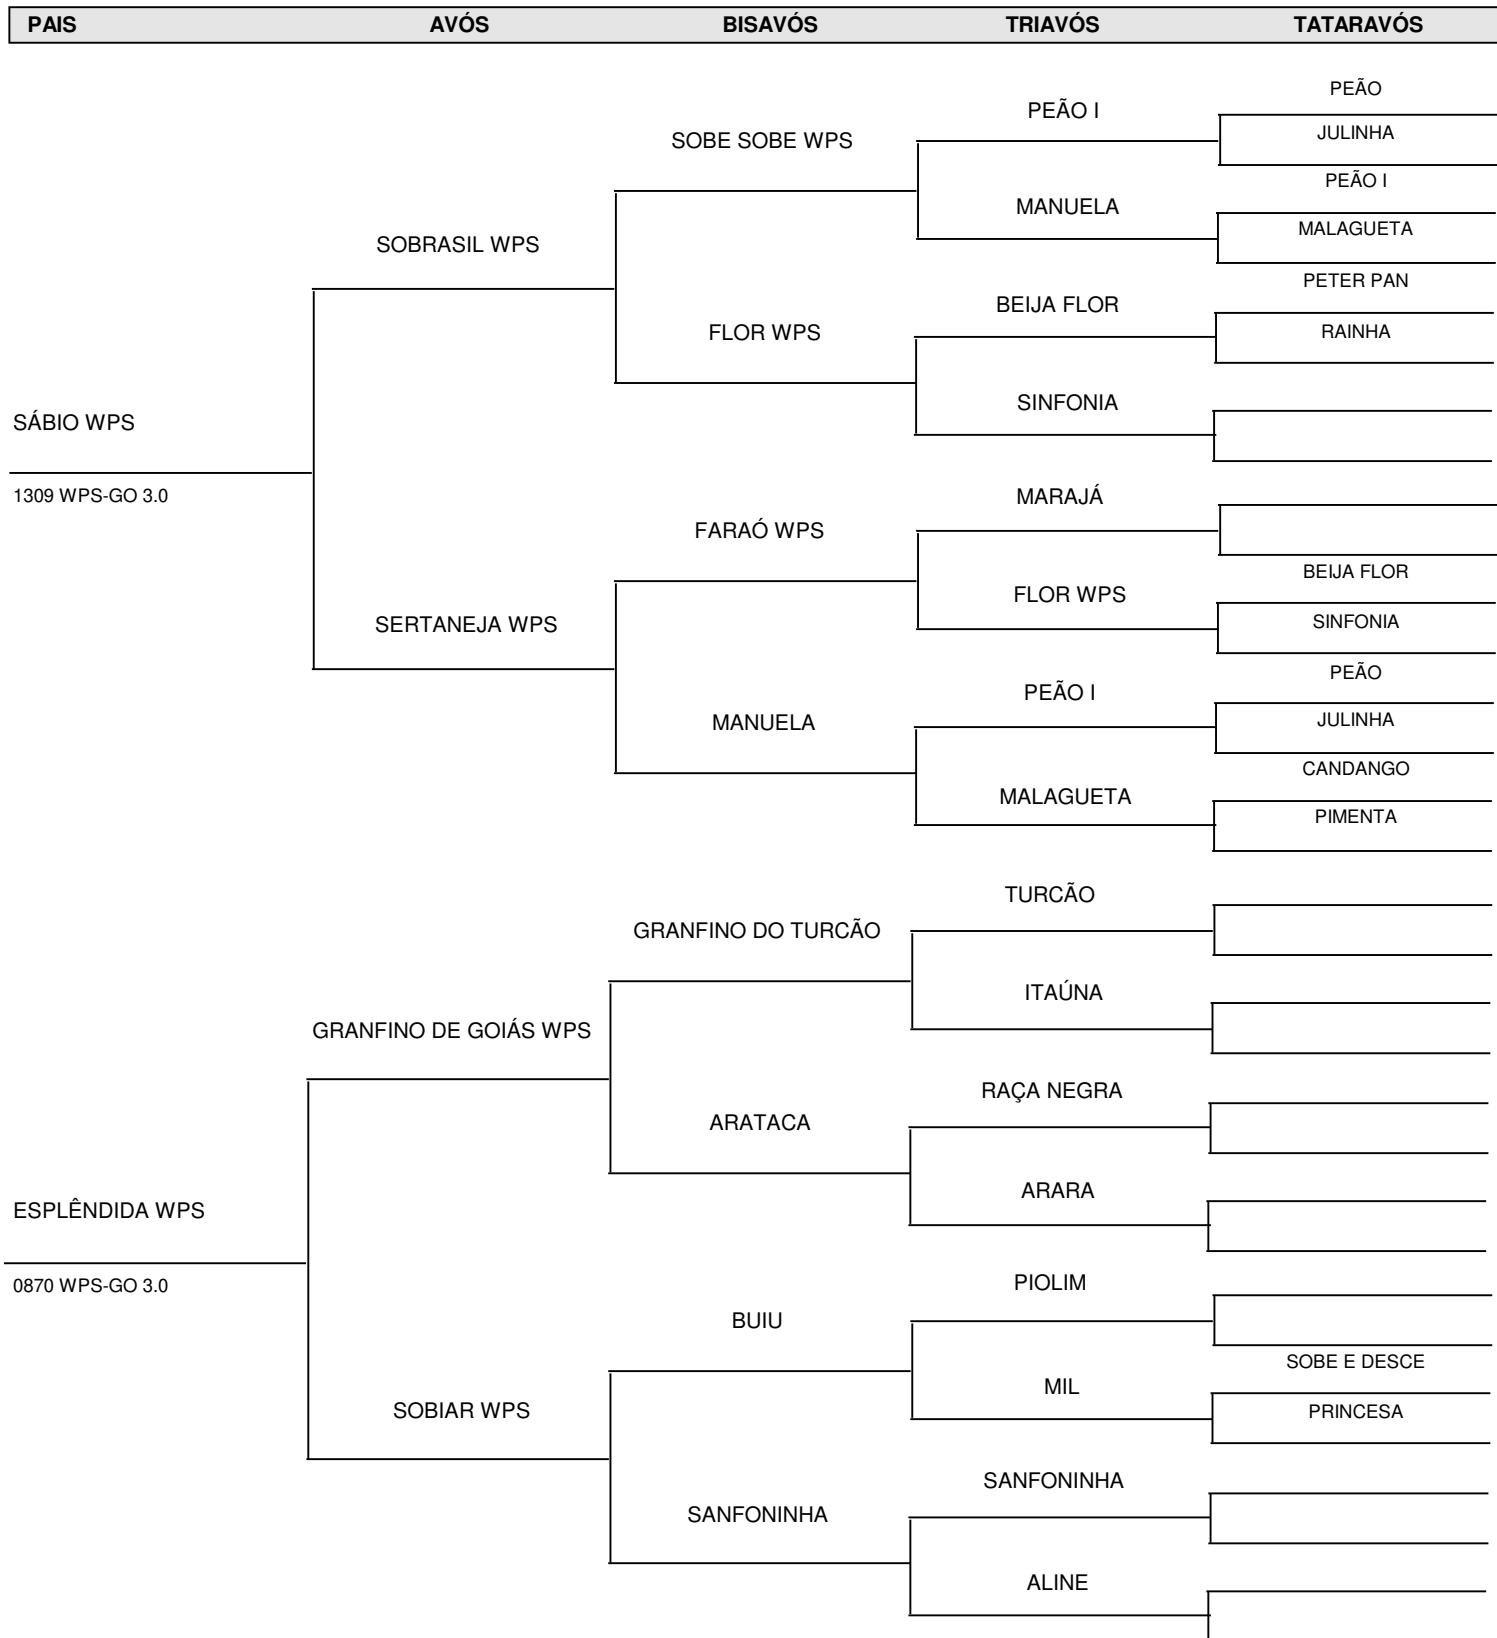 PAIS AVÓS BISAVÓS TRIAVÓS TATARAVÓS
PEÃO
PEÃO I
JULINHA
SOBE SOBE WPS
PEÃO I
MANUELA
MALAGUETA
SOBRASIL WPS
PETER PAN
BEIJA FLOR
RAINHA
FLOR WPS
SINFONIA
SÁBIO WPS
1309 WPS-GO 3.0
MARAJÁ
FARAÓ WPS
BEIJA FLOR
FLOR WPS
SINFONIA
SERTANEJA WPS
PEÃO
PEÃO I
JULINHA
MANUELA
CANDANGO
MALAGUETA
PIMENTA
TURCÃO
GRANFINO DO TURCÃO
ITAÚNA
GRANFINO DE GOIÁS WPS
RAÇA NEGRA
ARATACA
ARARA
ESPLÊNDIDA WPS
0870 WPS-GO 3.0
PIOLIM
BUIU
SOBE E DESCE
MIL
PRINCESA
SOBIAR WPS
SANFONINHA
SANFONINHA
ALINE